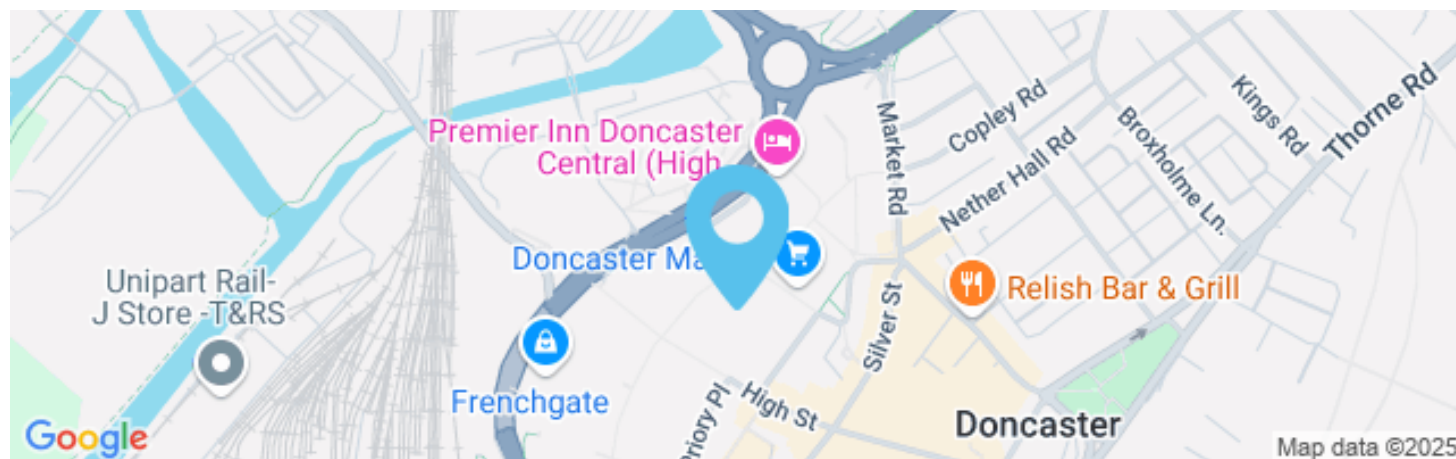 Premier Inn Doncaster
Central (High
Copley Rd
Kings Rd
Thorne Rd
Market Rd
Nether Hall Rd
Broxholme Ln.
Doncaster Ma
Unipart Rail-
J Store -T&RS
Relish Bar & Grill
Silver St
Frenchgate
Priory Pl
High St
Doncaster
Google
Map data ©2025